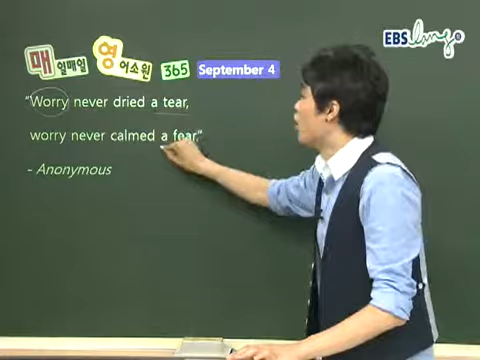 매일매일 영어소원 365 September 4
EBSlang
"Worry never dried a tear,
worry never calmed a fear"
- Anonymous